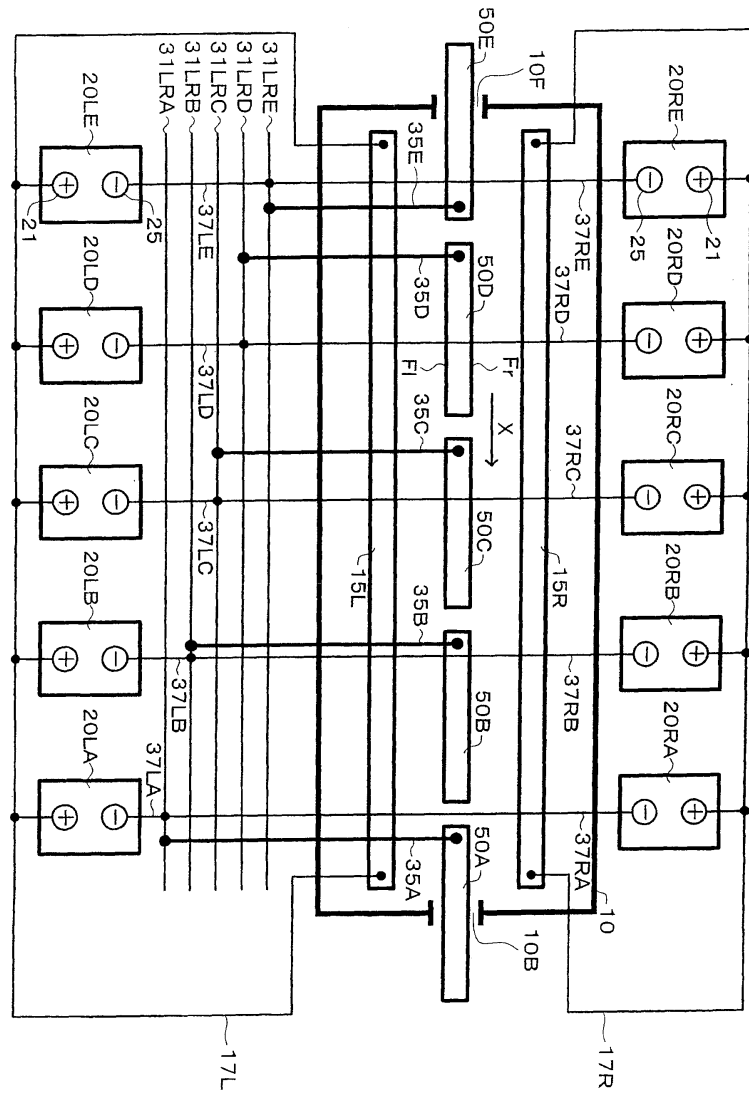 20RE 20RD 20RC 20RB 20RA
+ + + + +
21
− − − − −
25
37RE 37RD 37RC 37RB 37RA
10
17R
15R
10F
Fr
X
10B
50E 50D 50C 50B 50A
Fl
35E 35D 35C 35B 35A
15L
31LRE
31LRD
31LRC
31LRB
31LRA
37LE 37LD 37LC 37LB 37LA
17L
25
− − − − −
20LE 20LD 20LC 20LB 20LA
+ + + + +
21